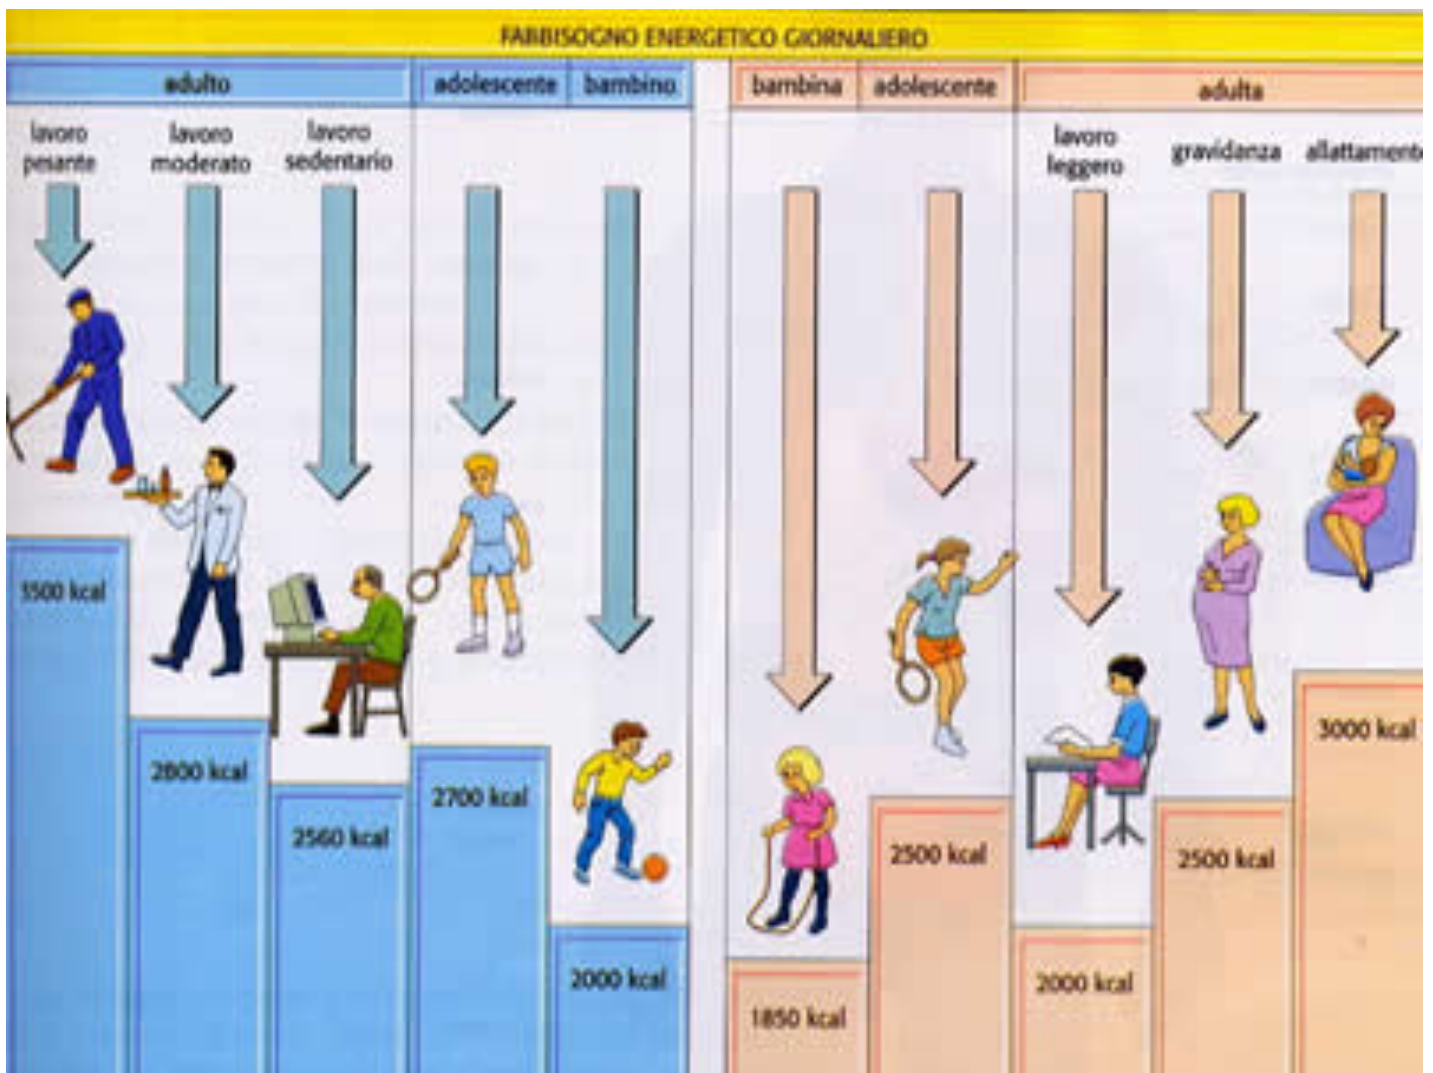 FABBISOGNO ENERGETICO GIORNALIERO
adulto
adolescente
bambino
bambina
adolescente
adulta
lavoro
pesante
lavoro
moderato
lavoro
sedentario
lavoro
leggero
gravidanza
allattamento
3500 kcal
2800 kcal
2560 kcal
2700 kcal
2000 kcal
1850 kcal
2500 kcal
2000 kcal
2500 kcal
3000 kcal